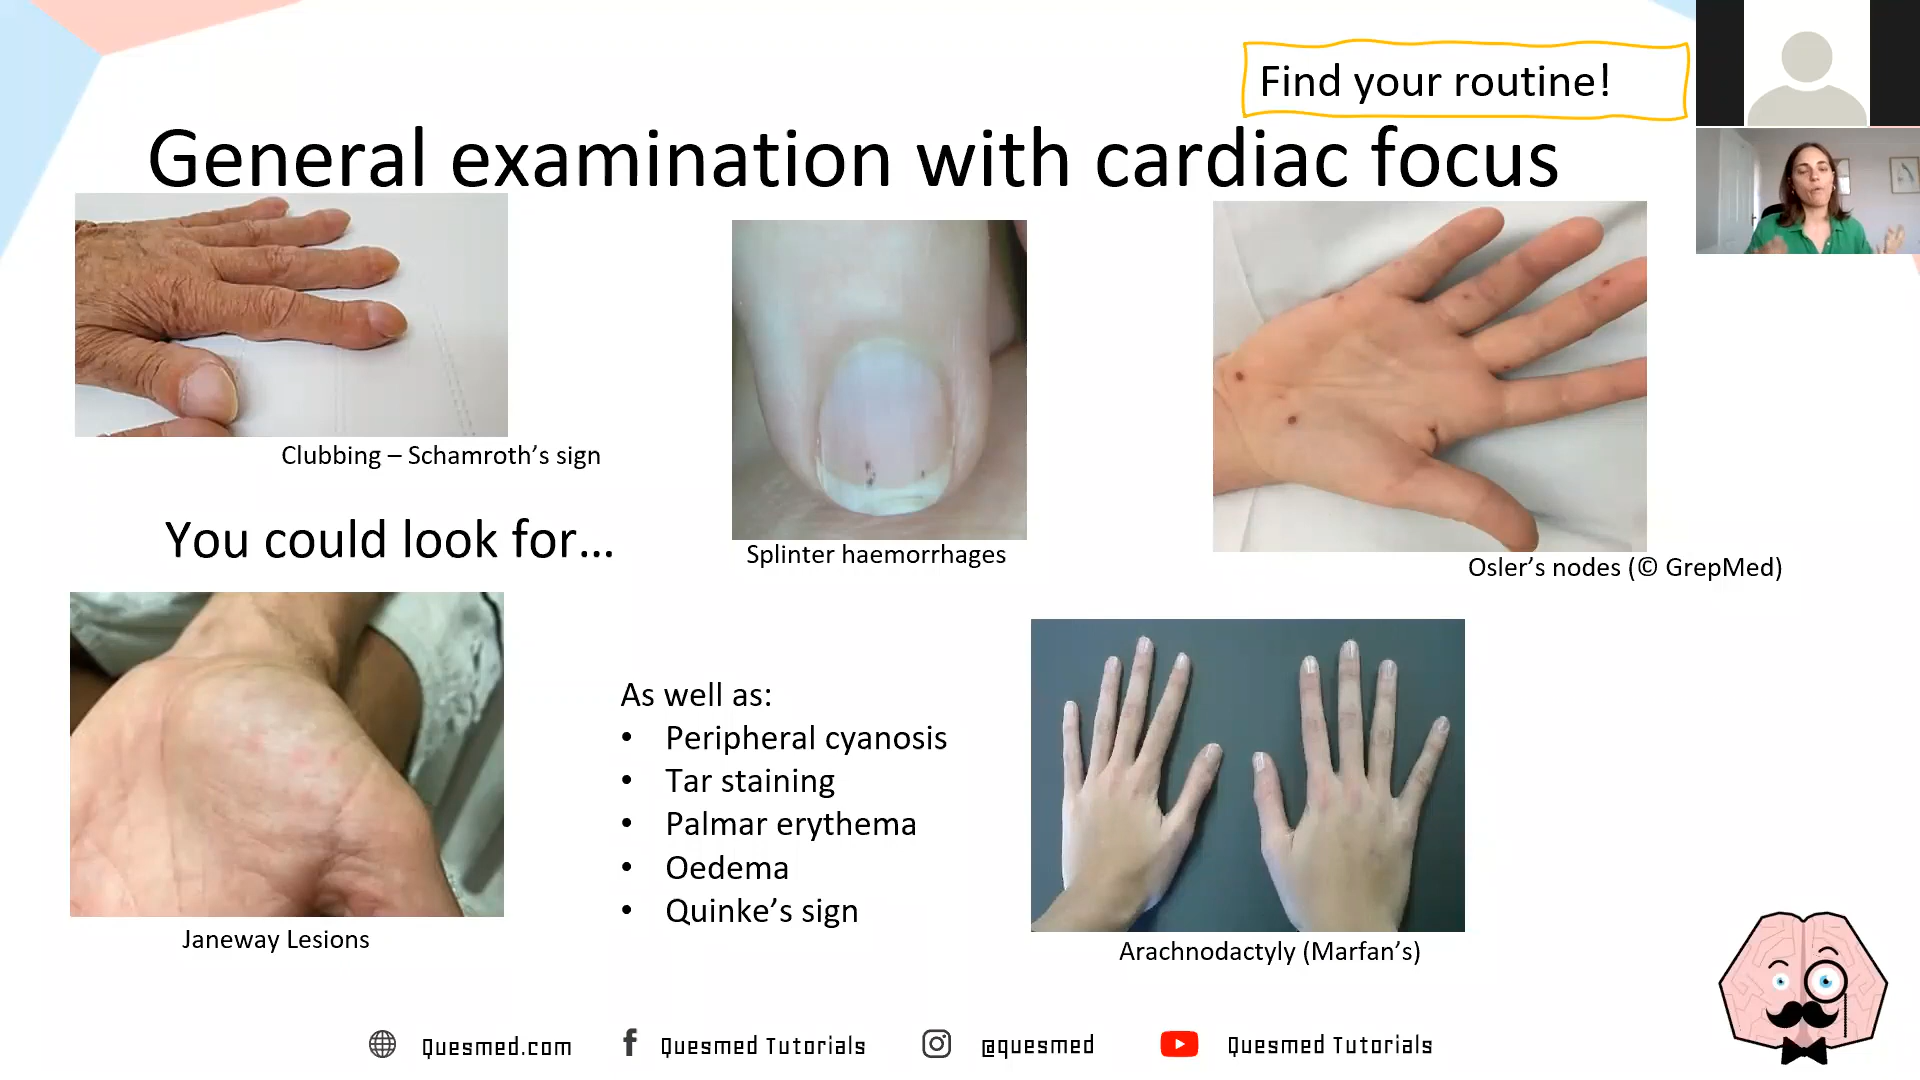 Find your routine!
General examination with cardiac focus
Clubbing – Schamroth’s sign
Splinter haemorrhages
Osler’s nodes (© GrepMed)
You could look for…
Janeway Lesions
As well as:
• Peripheral cyanosis
• Tar staining
• Palmar erythema
• Oedema
• Quinke’s sign
Arachnodactyly (Marfan’s)
Quesmed.com
Quesmed Tutorials
@quesmed
Quesmed Tutorials